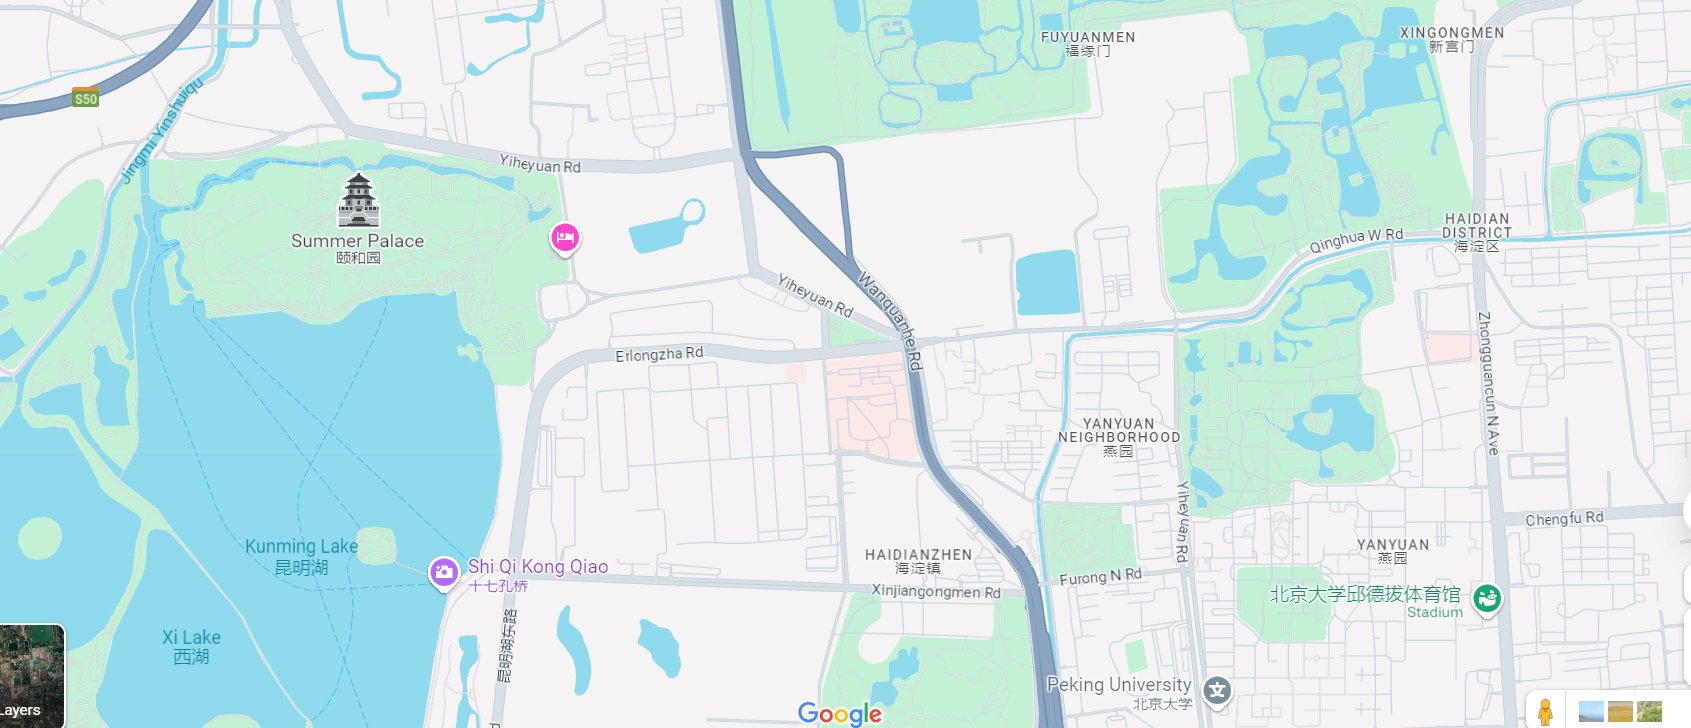 FUYUANMEN
福缘门
XINGONGMEN
新宫门
S50
Jingmi Yinshuiqu
Yiheyuan Rd
Summer Palace
颐和园
HAIDIAN
DISTRICT
海淀区
Qinghua W Rd
Yiheyuan Rd
Wanquanhe Rd
Erlongzha Rd
Zhongguancun N Ave
YANYUAN
NEIGHBORHOOD
燕园
Yiheyuan Rd
Chengfu Rd
Kunming Lake
昆明湖
Shi Qi Kong Qiao
十七孔桥
HAIDIANZHEN
海淀镇
YANYUAN
燕园
Xinjiangongmen Rd
Furong N Rd
北京大学邱德拔体育馆
Stadium
Xi Lake
西湖
昆明湖东路
Peking University
北京大学
文
Layers
Google